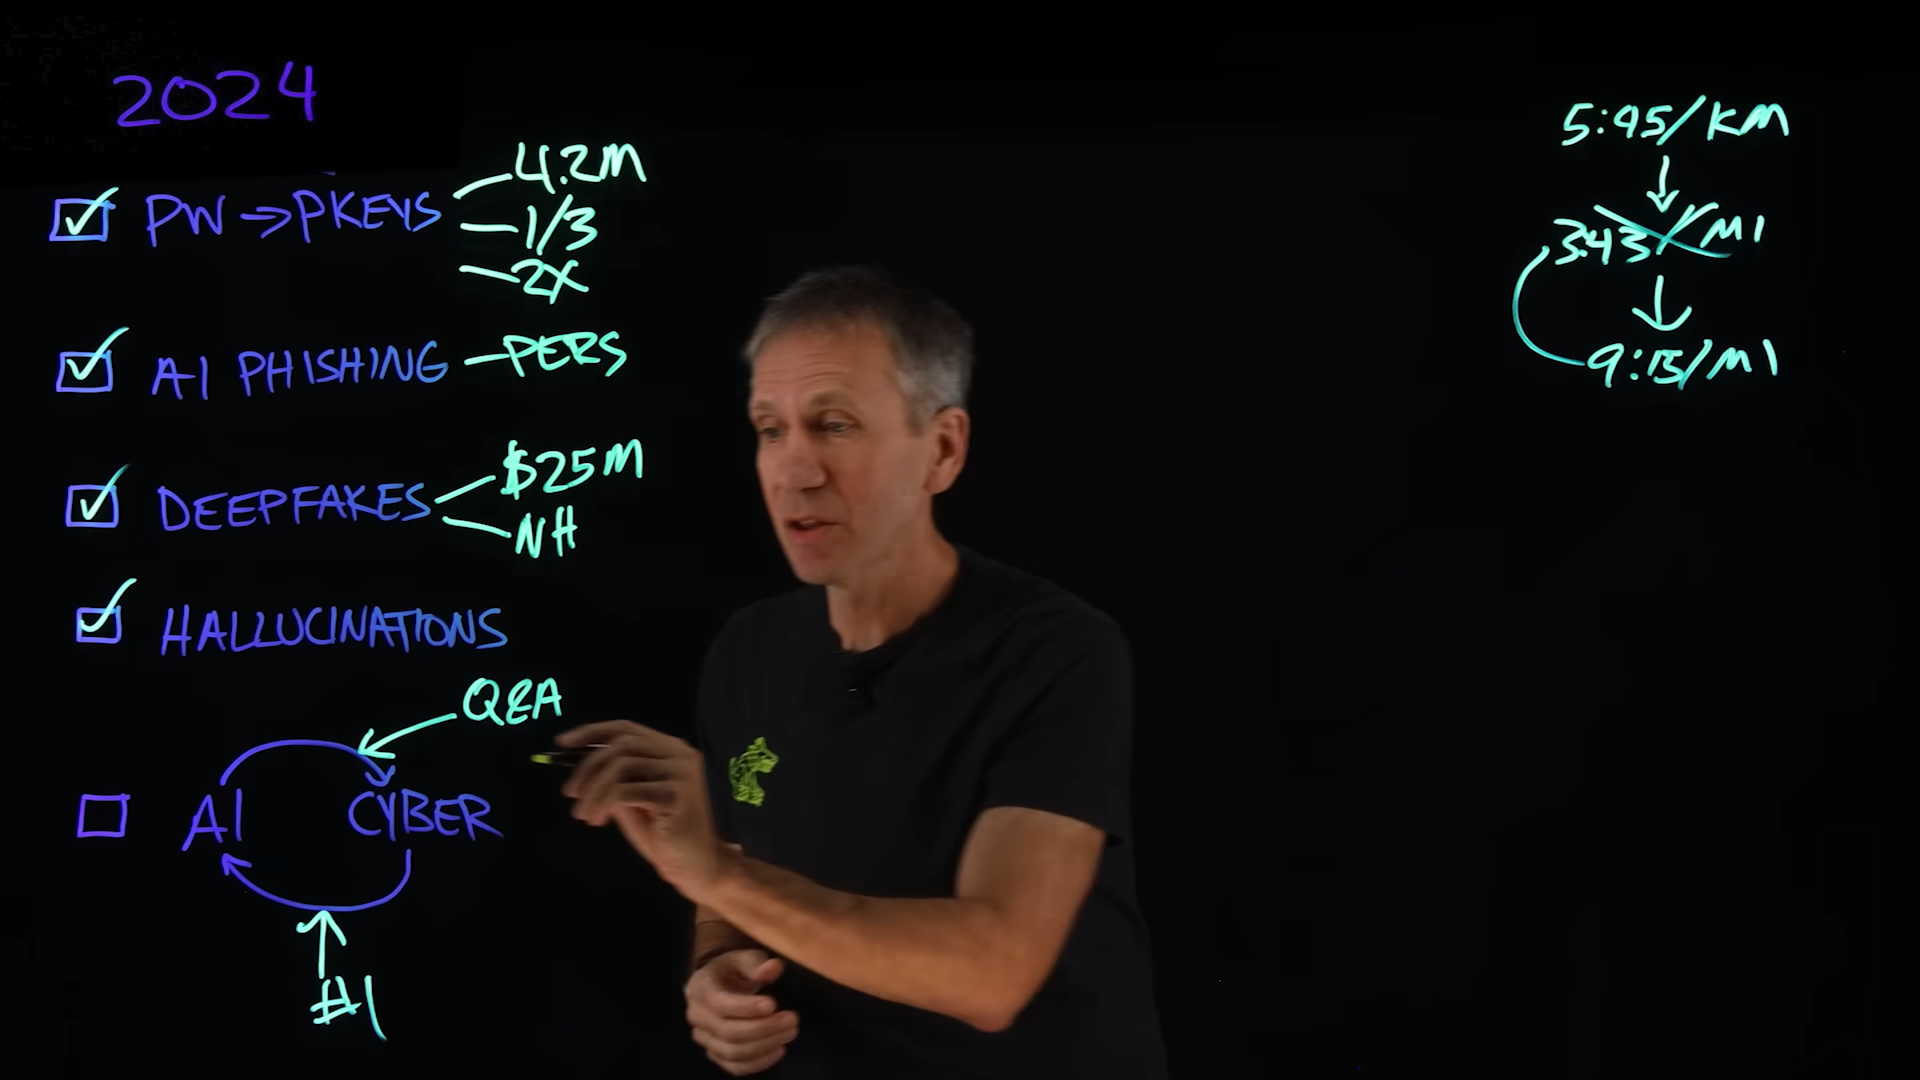 2024
PW → PKEYS
4.2M
1/3
2X
AI PHISHING
PERS
DEEPFAKES
$25M
NH
HALLUCINATIONS
Q&A
AI CYBER
#1
5:45/KM
3:43/MI
9:15/MI